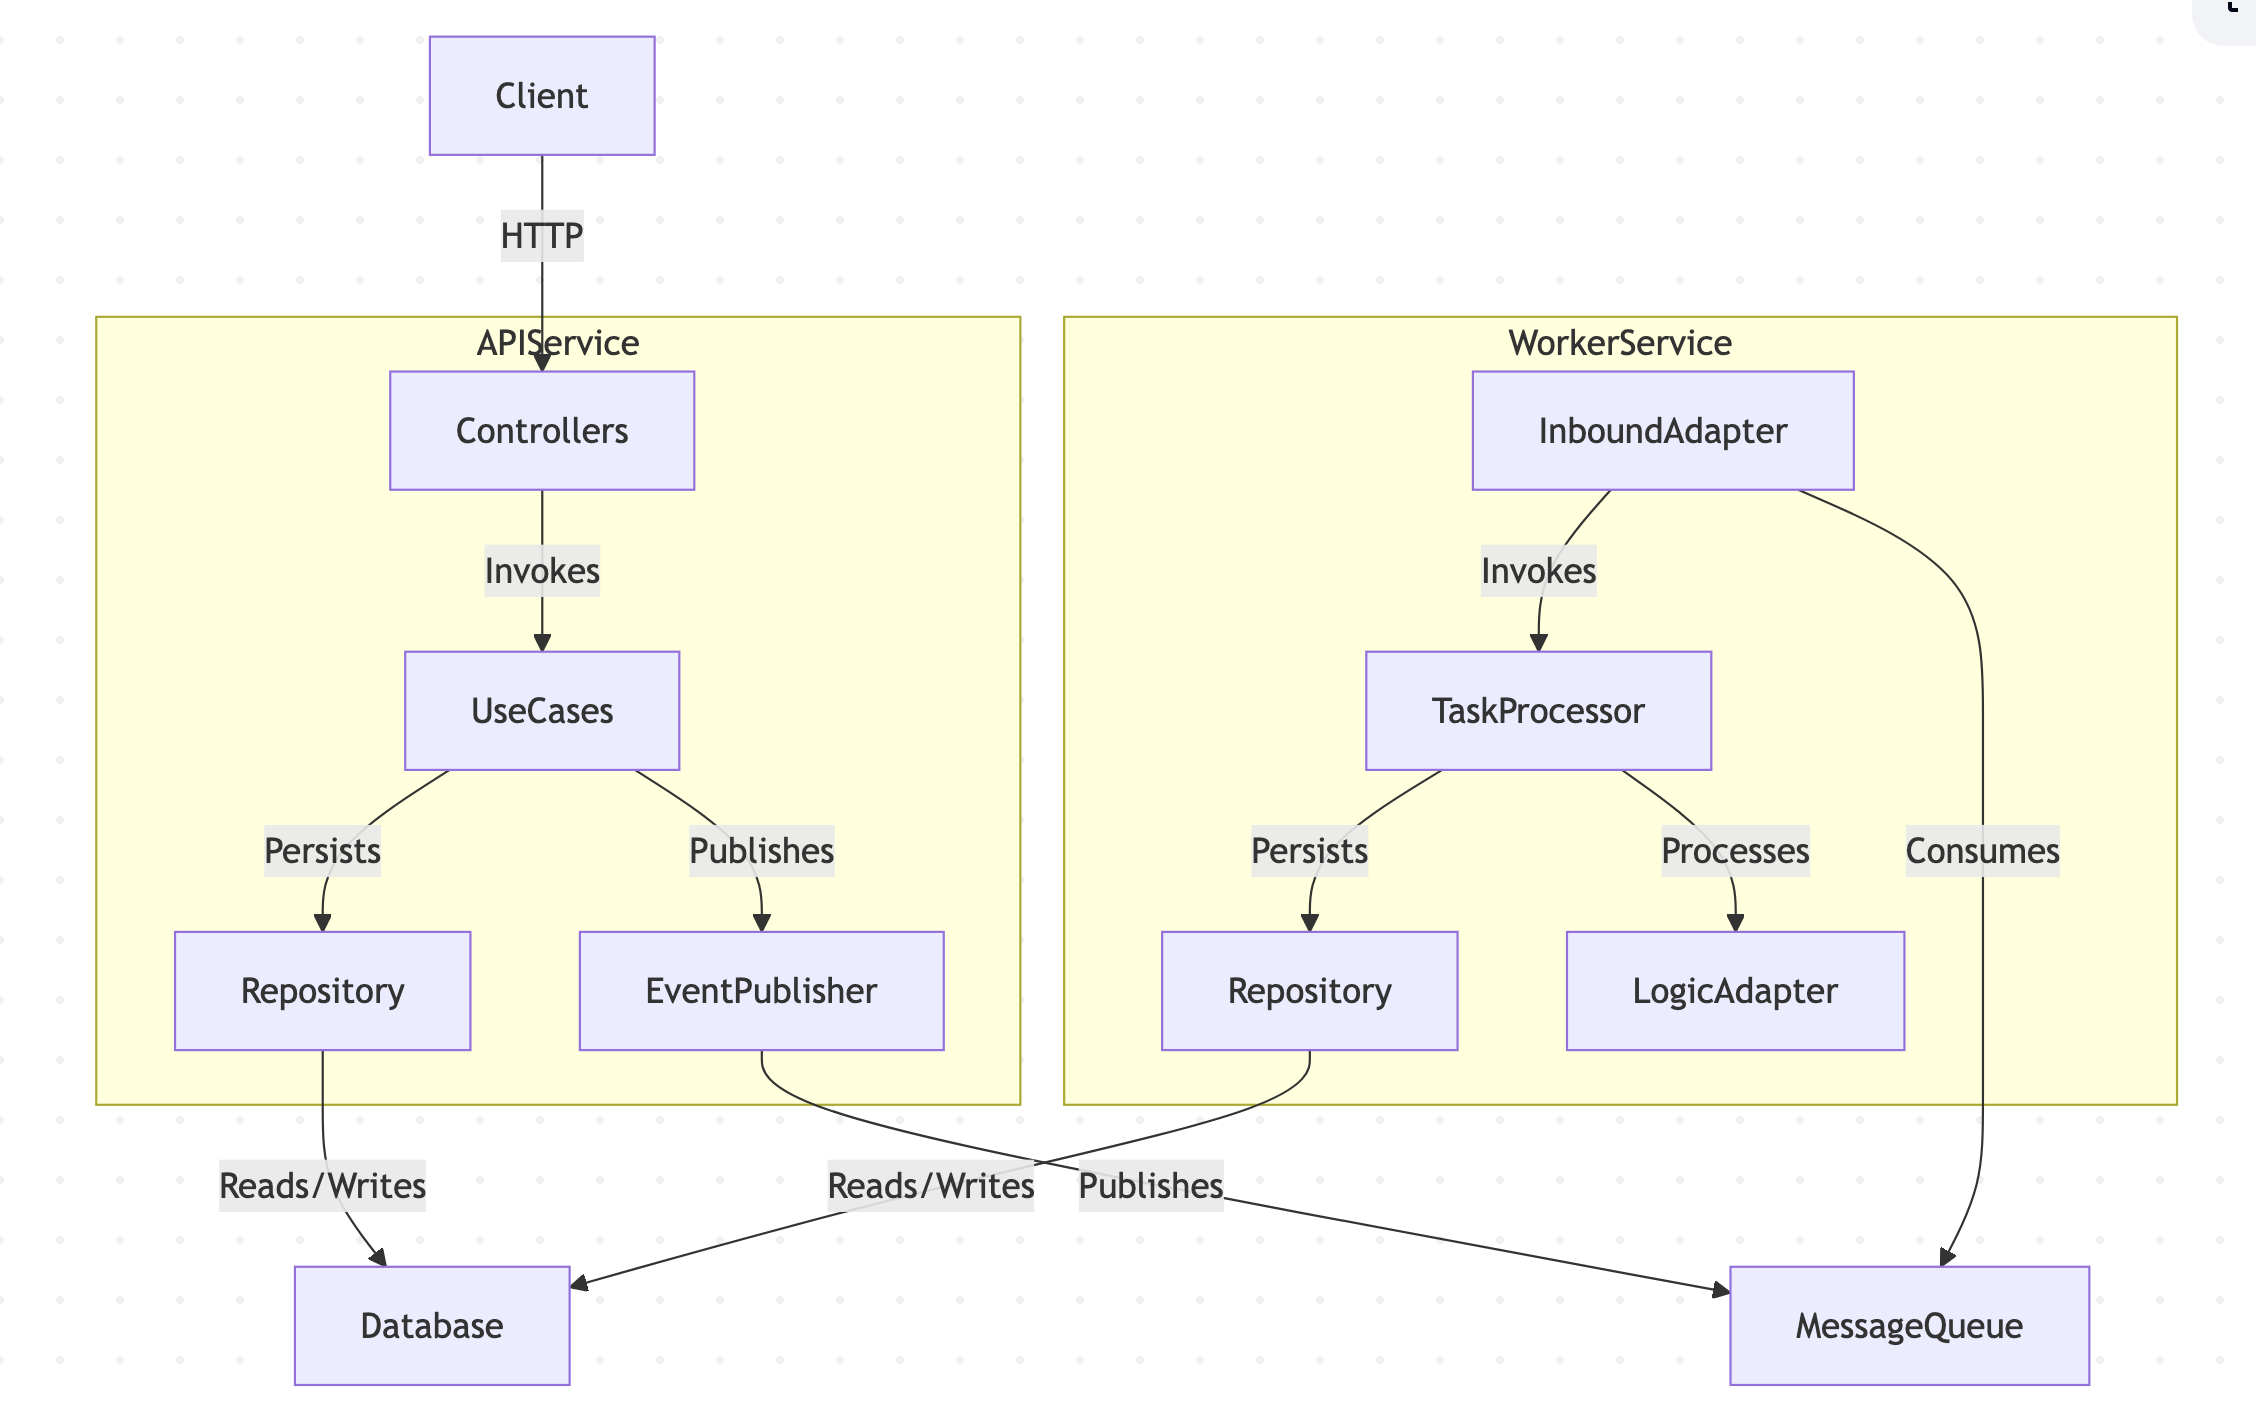 Client
HTTP
APIService
WorkerService
Controllers
InboundAdapter
Invokes
Invokes
UseCases
TaskProcessor
Persists
Publishes
Persists
Processes
Consumes
Repository
EventPublisher
Repository
LogicAdapter
Reads/Writes
Reads/Writes
Publishes
Database
MessageQueue